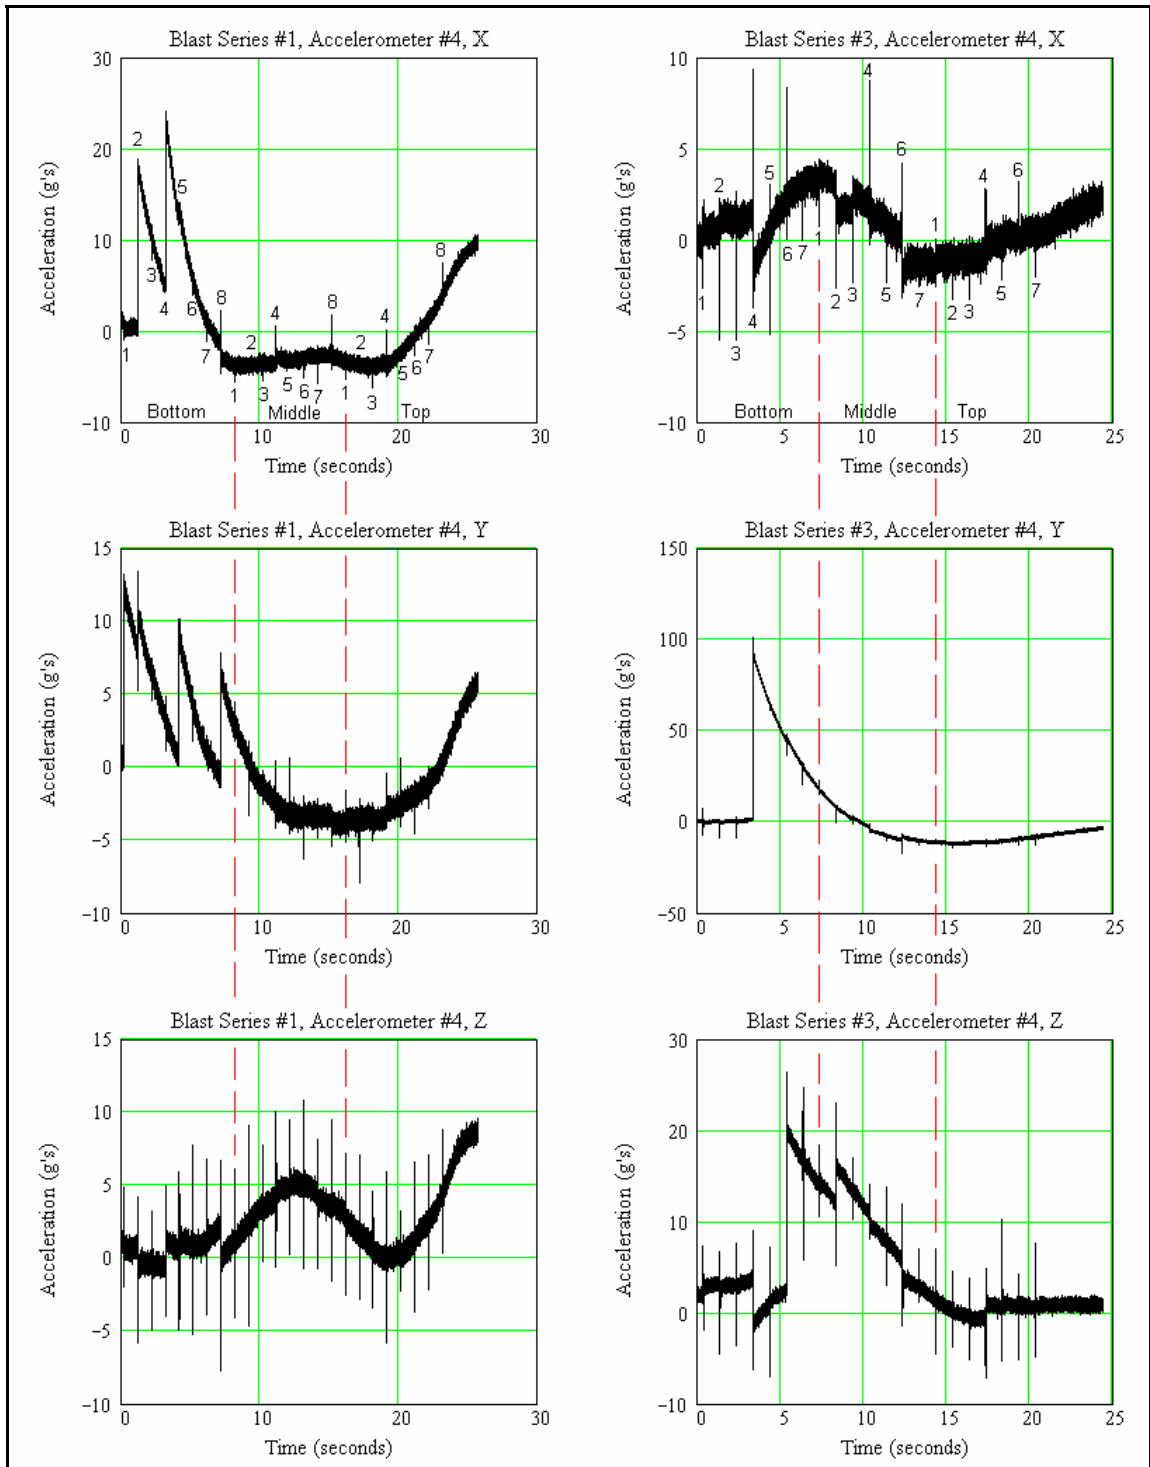 Blast Series #1, Accelerometer #4, X
Acceleration (g's)
30
20
10
0
−10
2
5
3
4
1
6
7
8
1
2
3
4
5
6
7
8
1
2
3
4
5
6
7
8
Bottom
Middle
Top
0 10 20 30
Time (seconds)
Blast Series #3, Accelerometer #4, X
Acceleration (g's)
10
5
0
−5
−10
1
2
3
4
5
6
7
1
2
3
4
5
6
7
1
2
3
4
5
6
7
Bottom
Middle
Top
0 5 10 15 20 25
Time (seconds)
Blast Series #1, Accelerometer #4, Y
Acceleration (g's)
15
10
5
0
−5
−10
0 10 20 30
Time (seconds)
Blast Series #3, Accelerometer #4, Y
Acceleration (g's)
150
100
50
0
−50
0 5 10 15 20 25
Time (seconds)
Blast Series #1, Accelerometer #4, Z
Acceleration (g's)
15
10
5
0
−5
−10
0 10 20 30
Time (seconds)
Blast Series #3, Accelerometer #4, Z
Acceleration (g's)
30
20
10
0
−10
0 5 10 15 20 25
Time (seconds)